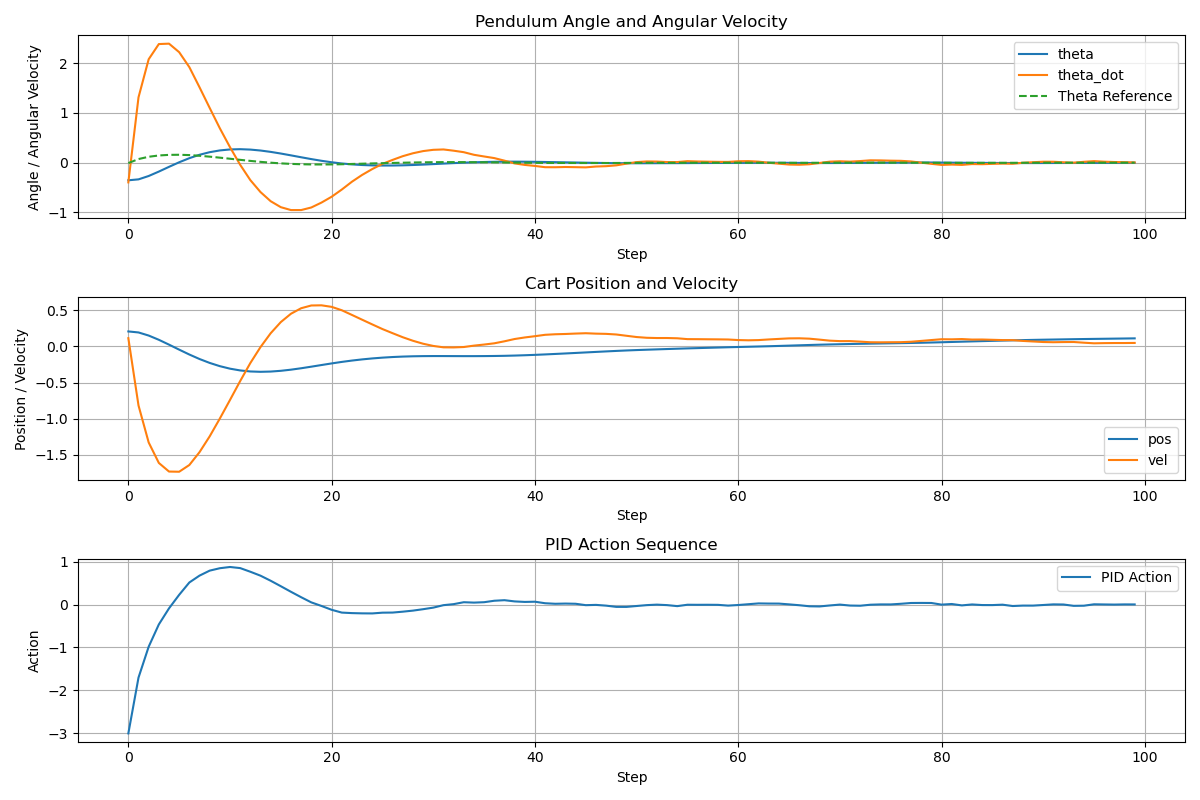 Pendulum Angle and Angular Velocity
Angle / Angular Velocity
2
1
0
−1
theta
theta_dot
Theta Reference
0 20 40 60 80 100
Step
Cart Position and Velocity
Position / Velocity
0.5
0.0
−0.5
−1.0
−1.5
pos
vel
0 20 40 60 80 100
Step
PID Action Sequence
Action
1
0
−1
−2
−3
PID Action
0 20 40 60 80 100
Step